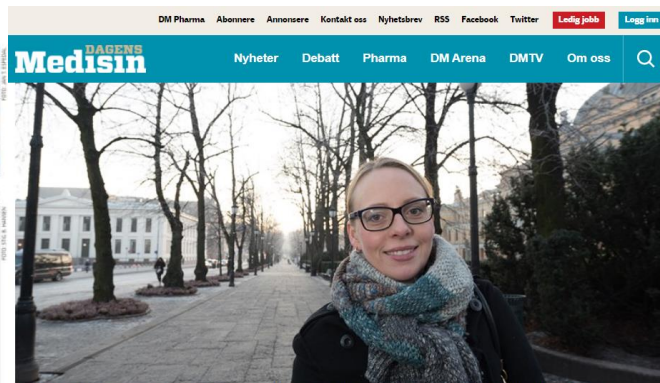 DM Pharma Abonnere Annonsere Kontakt oss Nyhetsbrev RSS Facebook Twitter Ledig jobb Logg inn
DAGENS
Medisin
Nyheter Debatt Pharma DM Arena DMTV Om oss